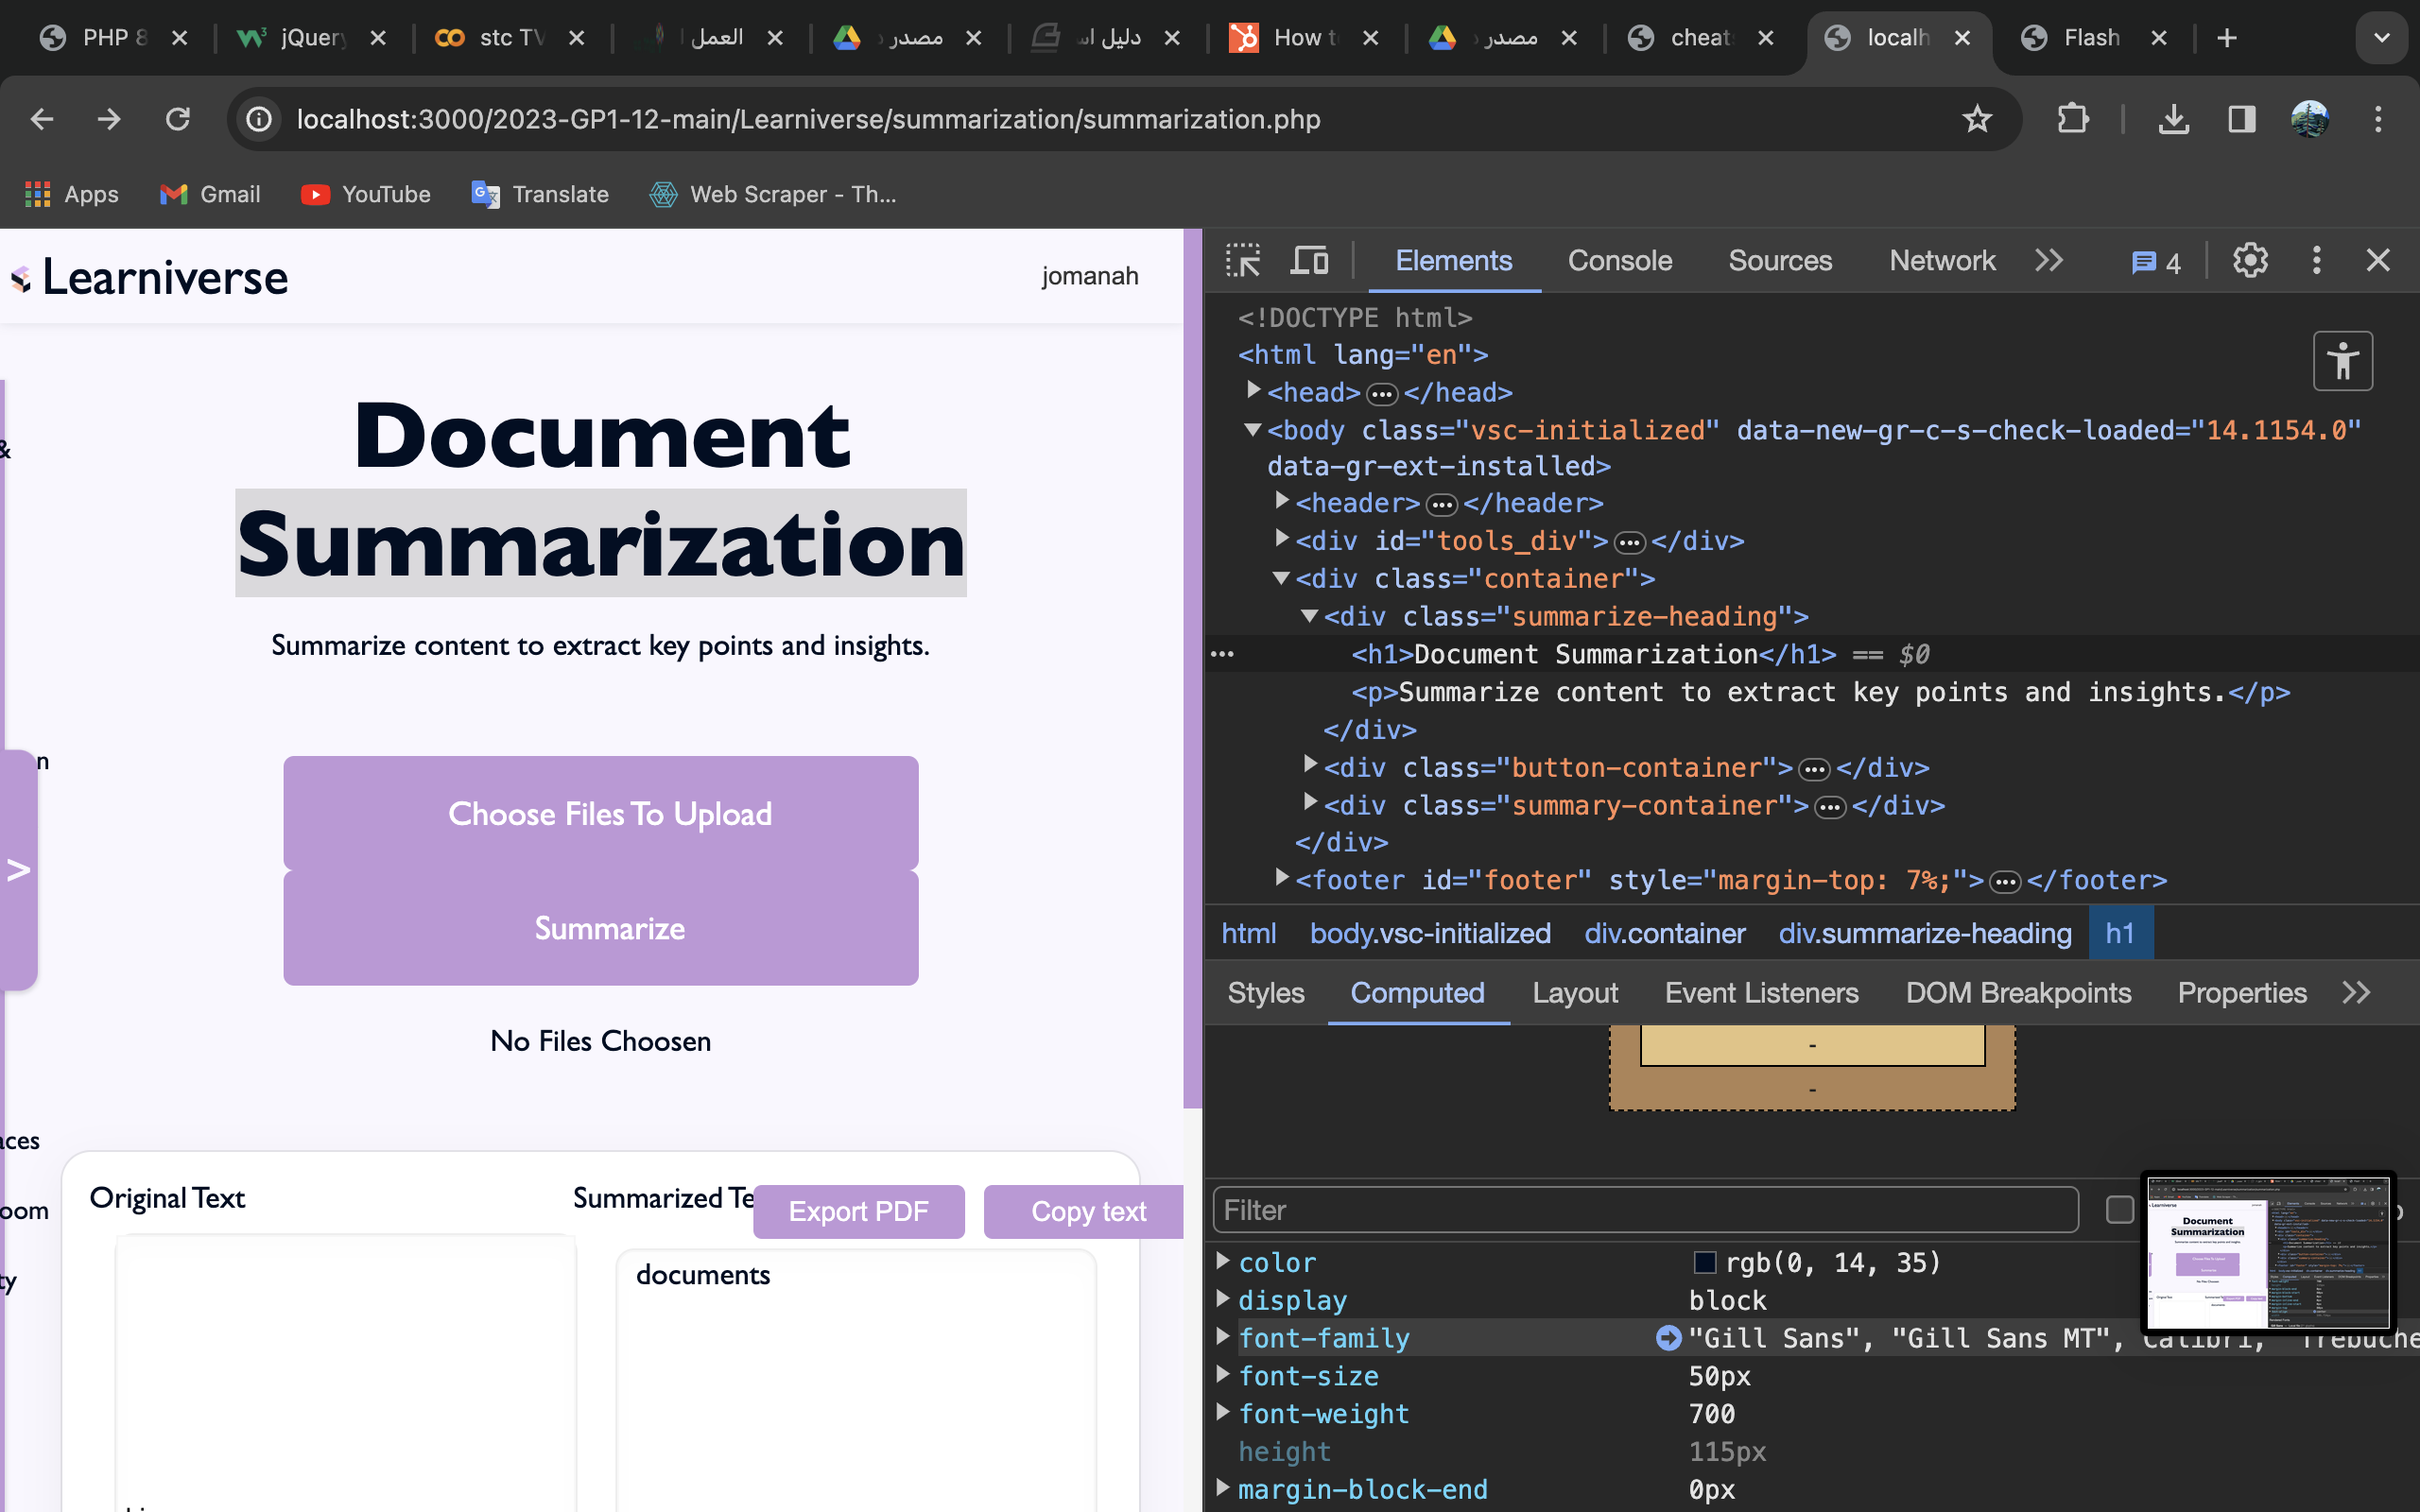 PHP 8
jQuery
stc TV
العمل ا
مصدر د
دليل اس
How t
مصدر د
cheat
localh
Flash
localhost:3000/2023-GP1-12-main/Learniverse/summarization/summarization.php
Apps
Gmail
YouTube
Translate
Web Scraper - Th...
Learniverse
jomanah
Document
Summarization
Summarize content to extract key points and insights.
&
n
Choose Files To Upload
>
Summarize
No Files Choosen
aces
oom
ty
Original Text
Summarized Te
Export PDF
Copy text
documents
Elements
Console
Sources
Network
4
<!DOCTYPE html>
<html lang="en">
<head>…</head>
<body class="vsc-initialized" data-new-gr-c-s-check-loaded="14.1154.0"
data-gr-ext-installed>
<header>…</header>
<div id="tools_div">…</div>
<div class="container">
<div class="summarize-heading">
<h1>Document Summarization</h1> == $0
<p>Summarize content to extract key points and insights.</p>
</div>
<div class="button-container">…</div>
<div class="summary-container">…</div>
</div>
<footer id="footer" style="margin-top: 7%;">…</footer>
html
body.vsc-initialized
div.container
div.summarize-heading
h1
Styles
Computed
Layout
Event Listeners
DOM Breakpoints
Properties
-
-
Filter
color rgb(0, 14, 35)
display block
font-family "Gill Sans", "Gill Sans MT", Calibri, "Trebuche
font-size 50px
font-weight 700
height 115px
margin-block-end 0px
Document
Summarization